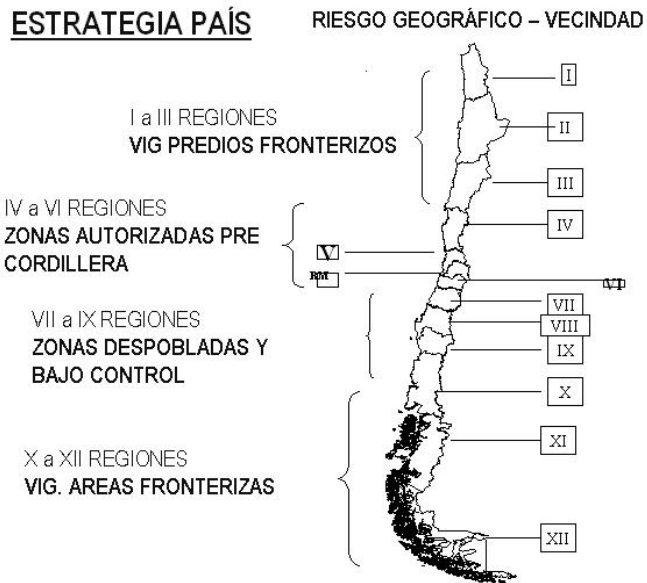 ESTRATEGIA PAÍS
RIESGO GEOGRÁFICO – VECINDAD
I a III REGIONES
VIG PREDIOS FRONTERIZOS
IV a VI REGIONES
ZONAS AUTORIZADAS PRE
CORDILLERA
VII a IX REGIONES
ZONAS DESPOBLADAS Y
BAJO CONTROL
X a XII REGIONES
VIG. AREAS FRONTERIZAS
I
II
III
IV
V
RM
VI
VII
VIII
IX
X
XI
XII